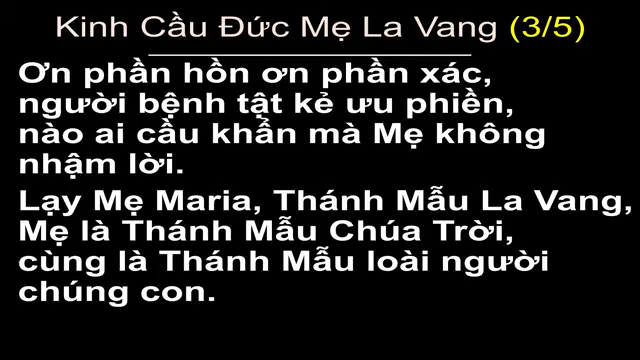 Kinh Cầu Đức Mẹ La Vang (3/5)
Ơn phần hồn ơn phần xác,
người bệnh tật kẻ ưu phiền,
nào ai cầu khẩn mà Mẹ không
nhậm lời.
Lạy Mẹ Maria, Thánh Mẫu La Vang,
Mẹ là Thánh Mẫu Chúa Trời,
cùng là Thánh Mẫu loài người
chúng con.